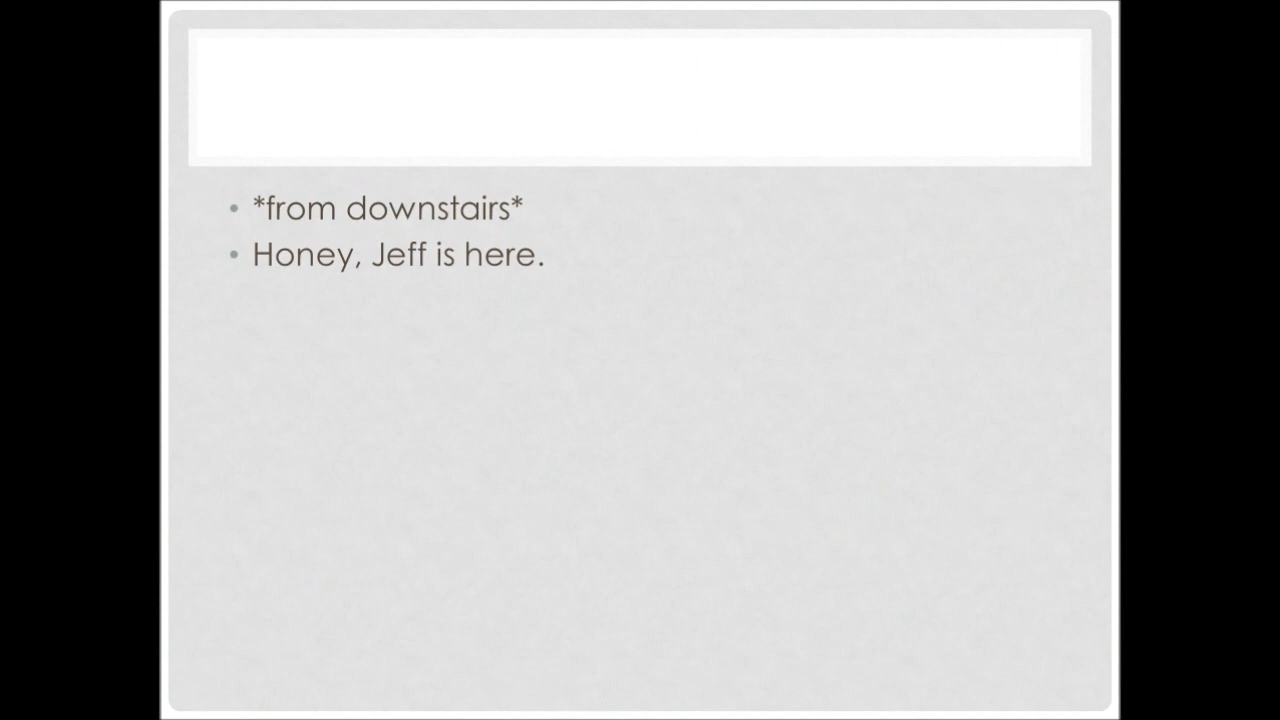 • *from downstairs*
• Honey, Jeff is here.